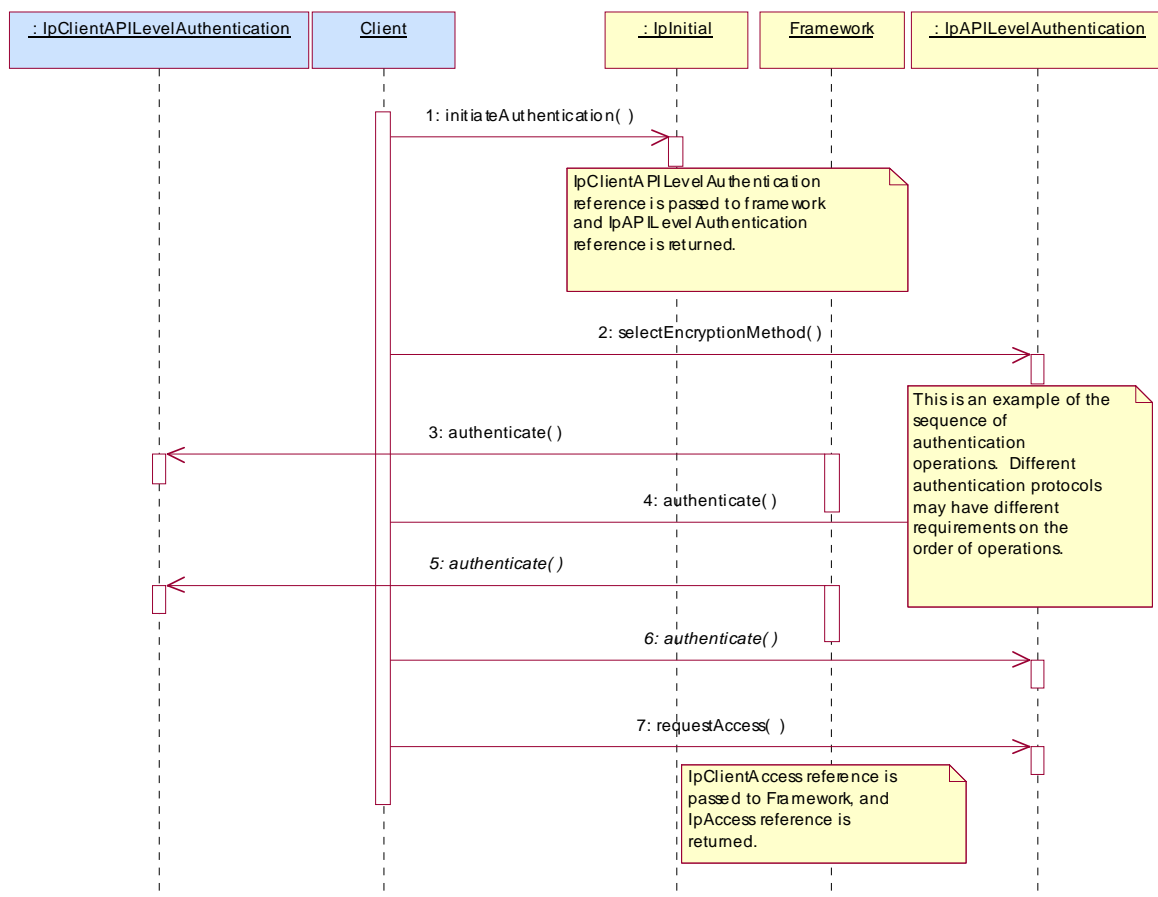 : IpClientAPILevelAuthentication
Client
: IpInitial
Framework
: IpAPILevelAuthentication
1: initiateAuthentication( )
IpClientAPILevelAuthentication
reference is passed to framework
and IpAPILevelAuthentication
reference is returned.
2: selectEncryptionMethod( )
This is an example of the
sequence of
authentication
operations. Different
authentication protocols
may have different
requirements on the
order of operations.
3: authenticate( )
4: authenticate( )
5: authenticate( )
6: authenticate( )
7: requestAccess( )
IpClientAccess reference is
passed to Framework, and
IpAccess reference is
returned.